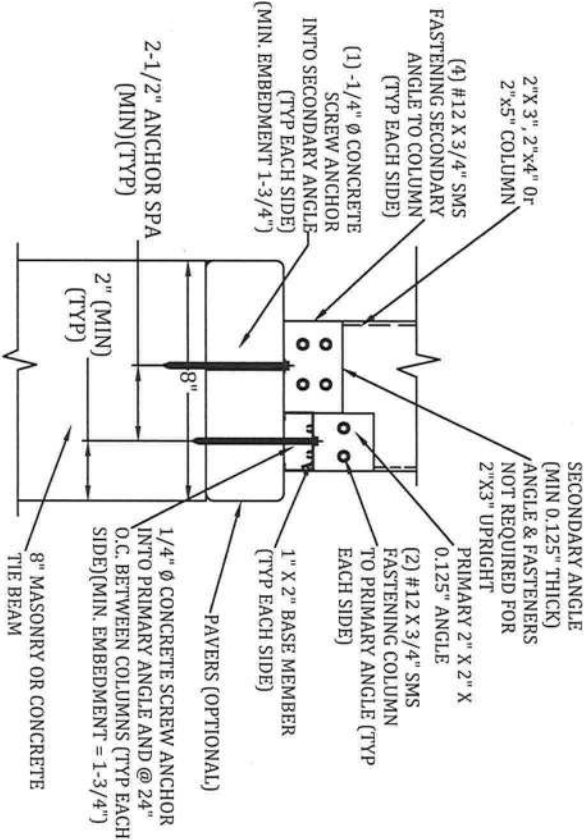 2"X 3", 2"x4" Or
2"x5" COLUMN
(4) #12 X 3/4" SMS
FASTENING SECONDARY
ANGLE TO COLUMN
(TYP EACH SIDE)
(1) -1/4" Ø CONCRETE
SCREW ANCHOR
INTO SECONDARY ANGLE
(TYP EACH SIDE)
(MIN. EMBEDMENT 1-3/4")
2-1/2" ANCHOR SPA
(MIN)(TYP)
2" (MIN)
(TYP)
8"
SECONDARY ANGLE
(MIN 0.125" THICK)
ANGLE & FASTENERS
NOT REQUIRED FOR
2"X3" UPRIGHT
PRIMARY 2" X 2" X
0.125" ANGLE
(2) #12 X 3/4" SMS
FASTENING COLUMN
TO PRIMARY ANGLE (TYP
EACH SIDE)
1" X 2" BASE MEMBER
(TYP EACH SIDE)
PAVERS (OPTIONAL)
1/4" Ø CONCRETE SCREW ANCHOR
INTO PRIMARY ANGLE AND @ 24"
O.C. BETWEEN COLUMNS (TYP EACH
SIDE)(MIN. EMBEDMENT = 1-3/4")
8" MASONRY OR CONCRETE
TIE BEAM